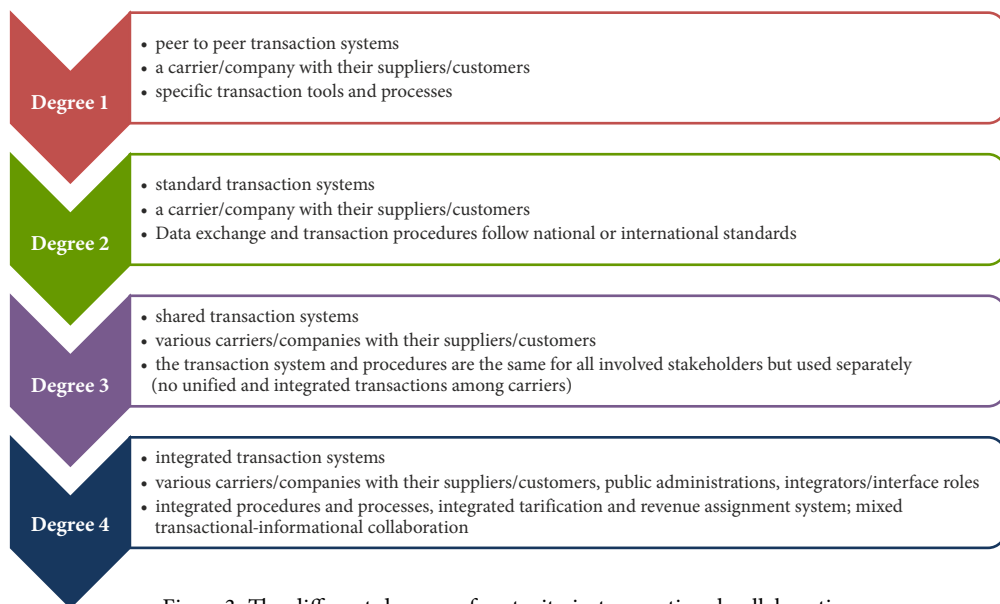 • peer to peer transaction systems
• a carrier/company with their suppliers/customers
Degree 1
• specific transaction tools and processes
• standard transaction systems
• a carrier/company with their suppliers/customers
Degree 2
• Data exchange and transaction procedures follow national or international standards
• shared transaction systems
• various carriers/companies with their suppliers/customers
Degree 3
• the transaction system and procedures are the same for all involved stakeholders but used separately
(no unified and integrated transactions among carriers)
• integrated transaction systems
• various carriers/companies with their suppliers/customers, public administrations, integrators/interface roles
Degree 4
• integrated procedures and processes, integrated tarification and revenue assignment system; mixed
transactional-informational collaboration